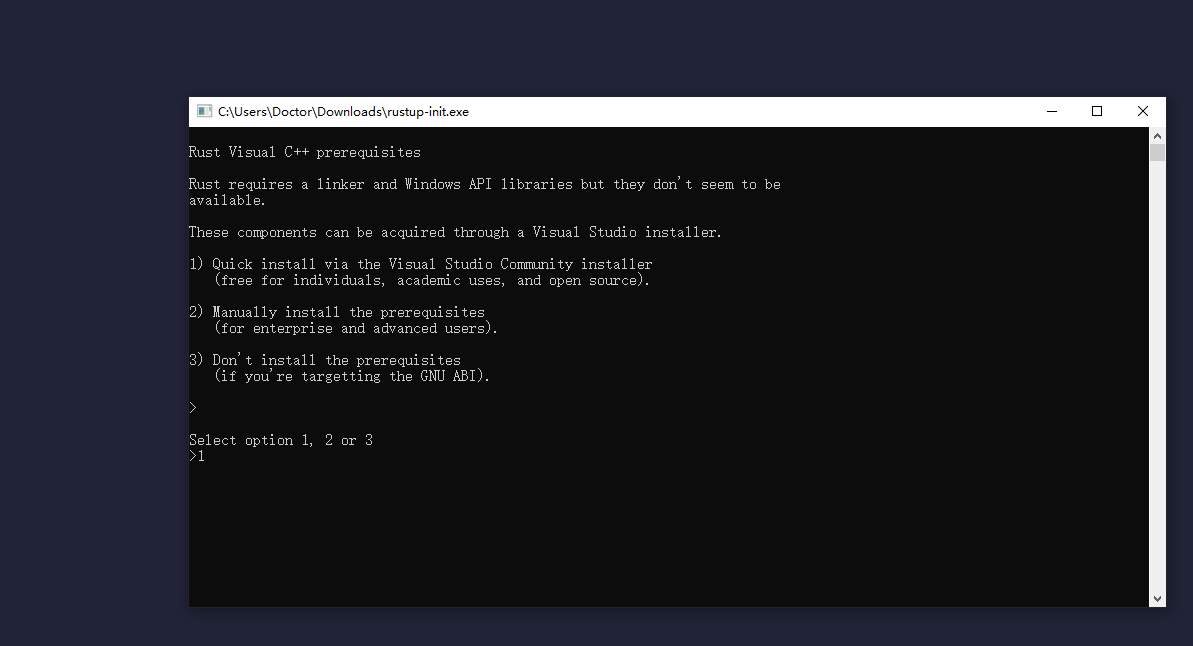 C:\Users\Doctor\Downloads\rustup-init.exe
Rust Visual C++ prerequisites
Rust requires a linker and Windows API libraries but they don't seem to be
available.
These components can be acquired through a Visual Studio installer.
1) Quick install via the Visual Studio Community installer
(free for individuals, academic uses, and open source).
2) Manually install the prerequisites
(for enterprise and advanced users).
3) Don't install the prerequisites
(if you're targetting the GNU ABI).
>
Select option 1, 2 or 3
>1